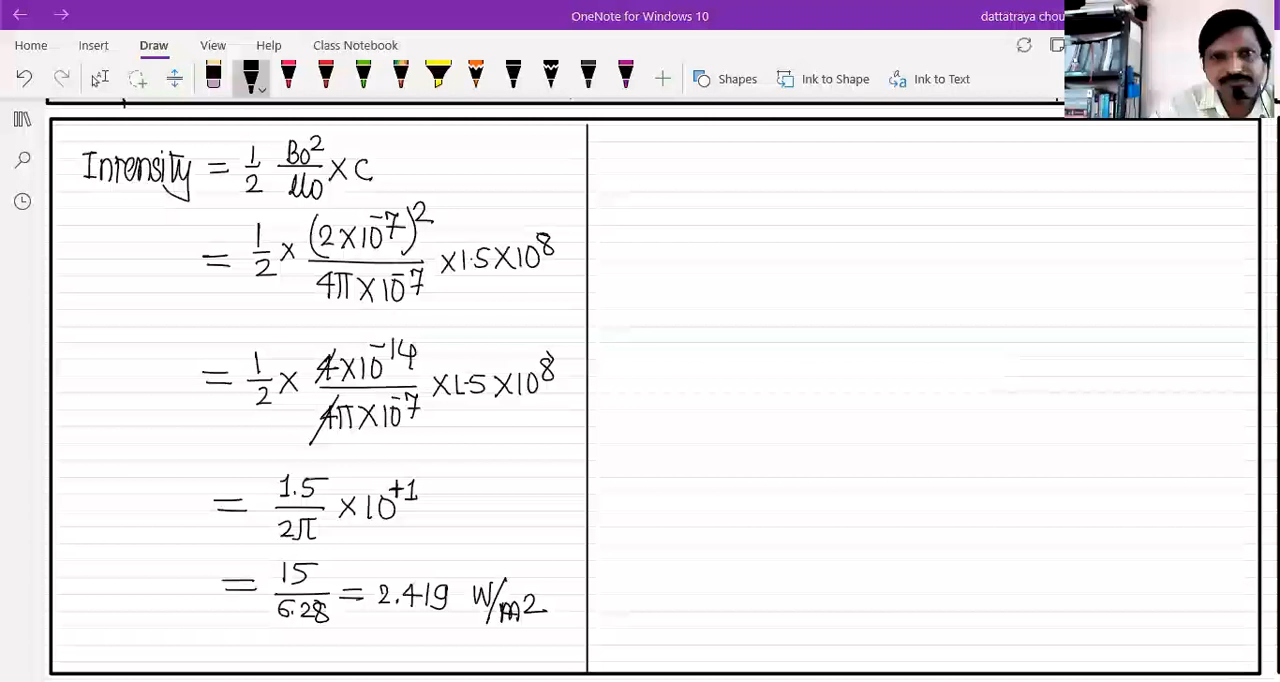 OneNote for Windows 10
dattatraya chou
Home Insert Draw View Help Class Notebook
Shapes Ink to Shape Ink to Text
Intensity = 1/2 B0²/μ0 × C
= 1/2 × (2×10⁻⁷)²/4π×10⁻⁷ ×1.5×10⁸
= 1/2 × 4×10⁻¹⁴/4π×10⁻⁷ ×1.5×10⁸
= 1.5/2π × 10⁺¹
= 15/6.28 = 2.419 W/m2